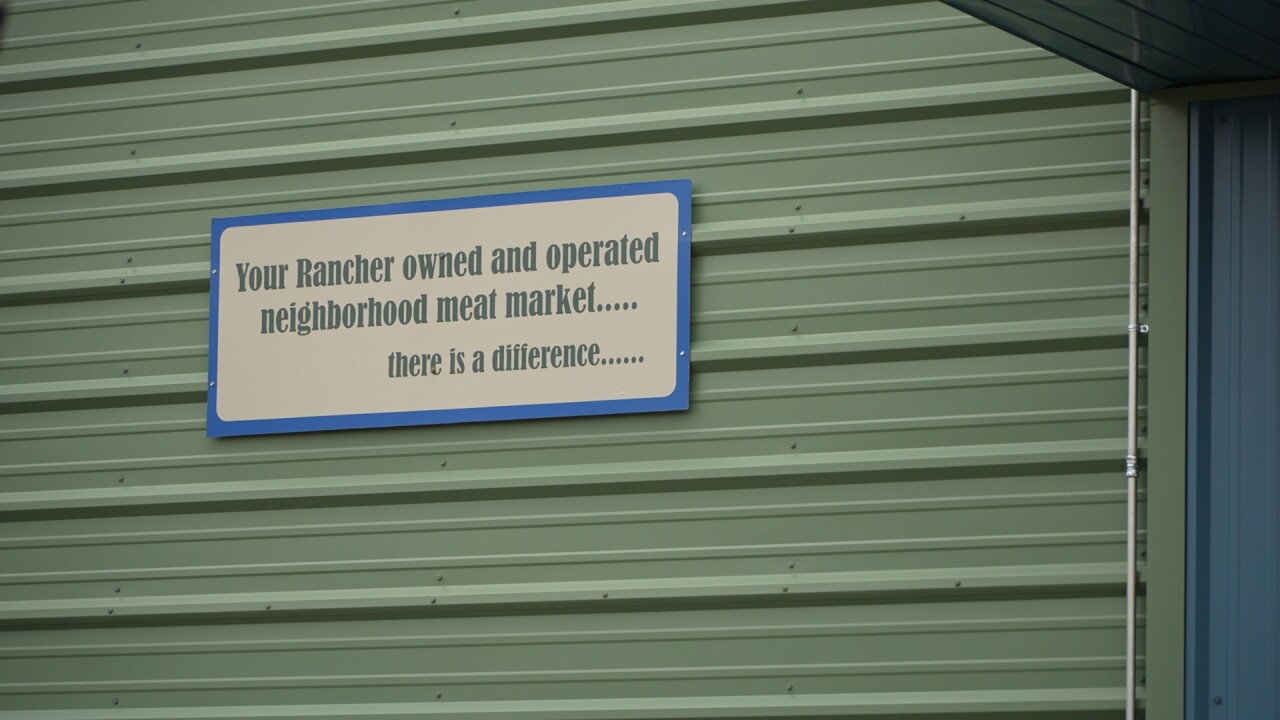 Your Rancher owned and operated
neighborhood meat market.....
there is a difference......